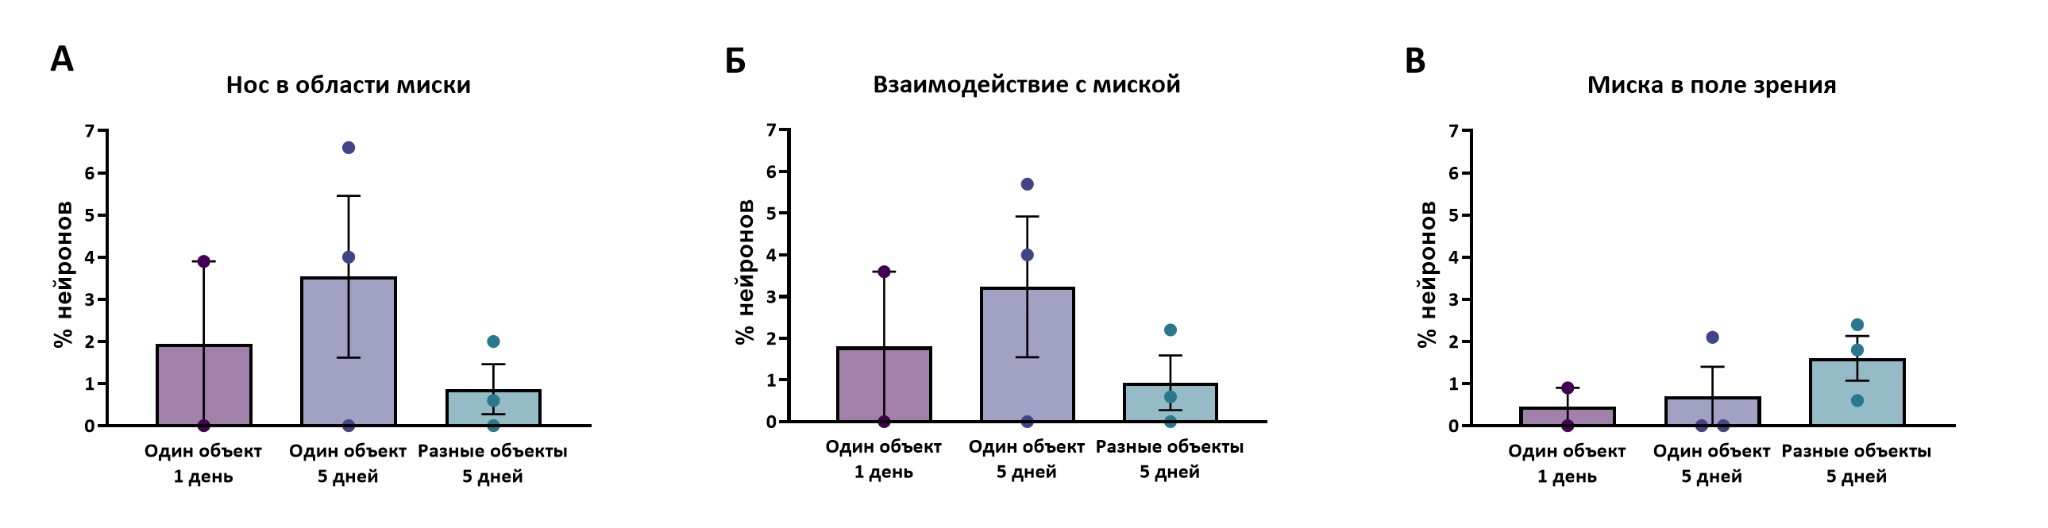 А
Нос в области миски
% нейронов
7
6
5
4
3
2
1
0
Один объект
1 день
Один объект
5 дней
Разные объекты
5 дней
Б
Взаимодействие с миской
% нейронов
7
6
5
4
3
2
1
0
Один объект
1 день
Один объект
5 дней
Разные объекты
5 дней
В
Миска в поле зрения
% нейронов
7
6
5
4
3
2
1
0
Один объект
1 день
Один объект
5 дней
Разные объекты
5 дней